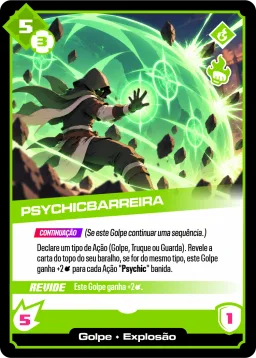 5
3
PSYCHICBARREIRA
CONTINUAÇÃO (Se este Golpe continuar uma sequência.)
Declare um tipo de Ação (Golpe, Truque ou Guarda). Revele a
carta do topo do seu baralho, se for do mesmo tipo, este Golpe
ganha +2 para cada Ação "Psychic" banida.
REVIDE Este Golpe ganha +2.
5 1
Golpe • Explosão